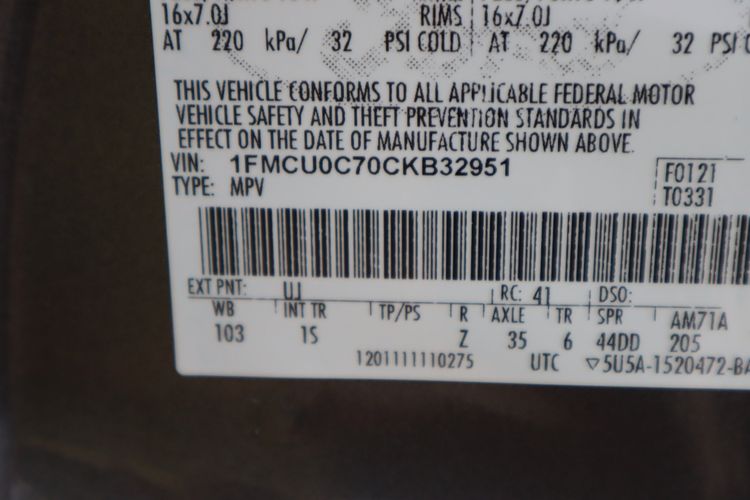 16x7.0J RIMS 16x7.0J
AT 220 kPa/ 32 PSI COLD AT 220 kPa/ 32 PSI
THIS VEHICLE CONFORMS TO ALL APPLICABLE FEDERAL MOTOR
VEHICLE SAFETY AND THEFT PREVENTION STANDARDS IN
EFFECT ON THE DATE OF MANUFACTURE SHOWN ABOVE.
VIN: 1FMCU0C70CKB32951 F0121
TYPE: MPV T0331
EXT PNT: UJ RC: 41 DSO:
WB INT TR TP/PS R AXLE TR SPR AM71A
103 1S Z 35 6 44DD 205
1201111110275 UTC ▽5U5A-1520472-BA